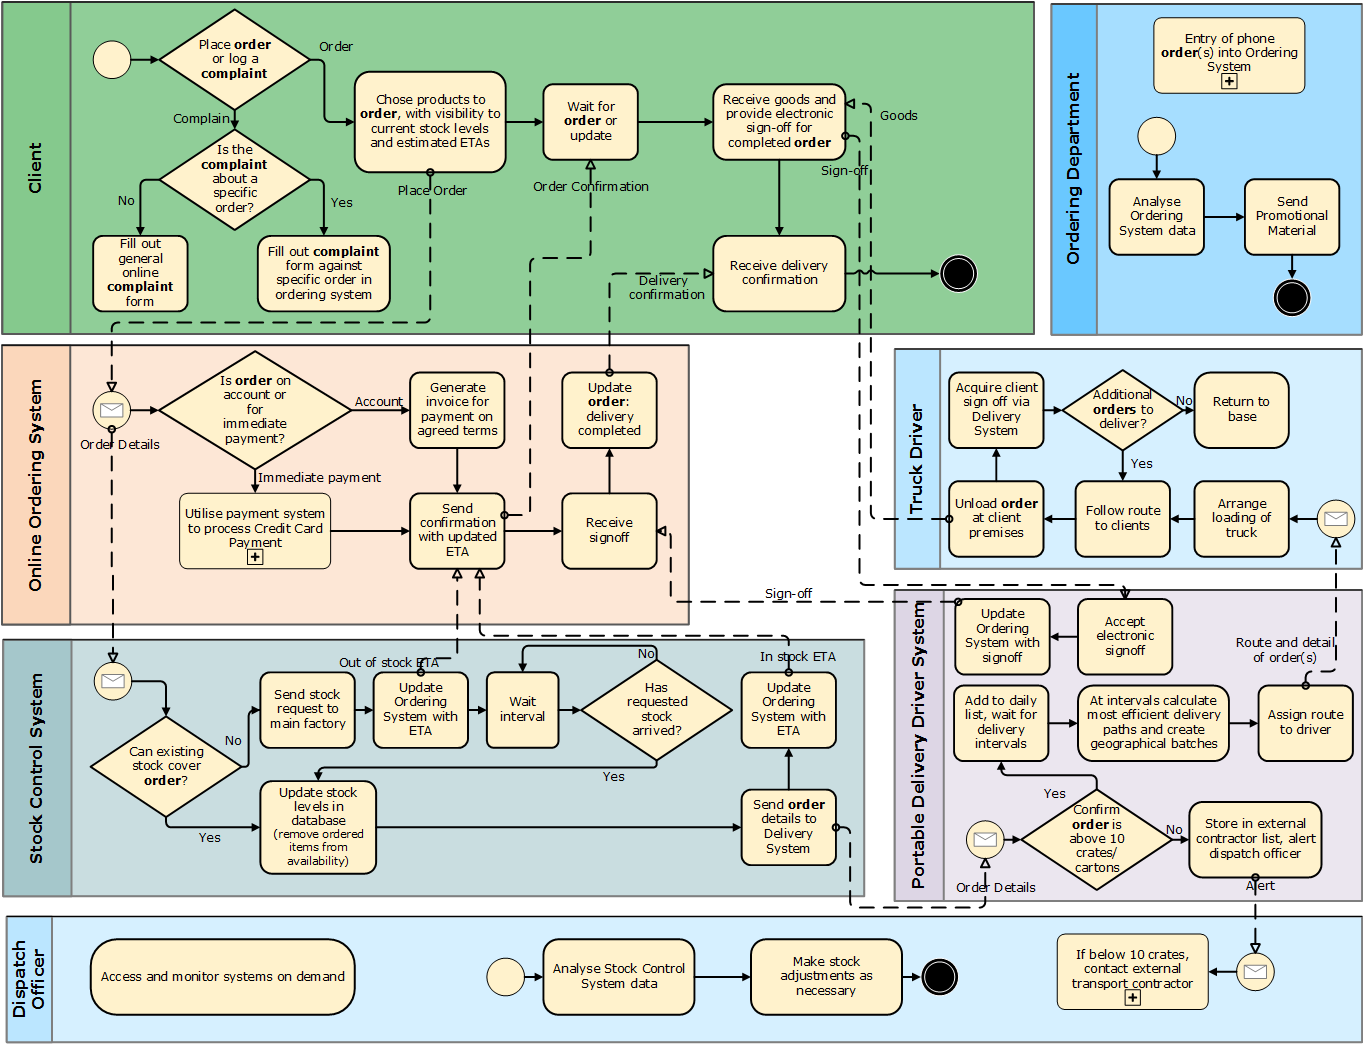 Client
Place order
or log a
complaint
Order
Complain
Is the
complaint
about a
specific
order?
No
Yes
Fill out
general
online
complaint
form
Fill out complaint
form against
specific order in
ordering system
Chose products to
order, with visibility to
current stock levels
and estimated ETAs
Place Order
Wait for
order or
update
Order Confirmation
Receive goods and
provide electronic
sign-off for
completed order
Goods
Sign-off
Delivery
confirmation
Receive delivery
confirmation
Ordering Department
Entry of phone
order(s) into Ordering
System
Analyse
Ordering
System data
Send
Promotional
Material
Online Ordering System
Order Details
Is order on
account or
for
immediate
payment?
Account
Immediate payment
Generate
invoice for
payment on
agreed terms
Update
order:
delivery
completed
Utilise payment system
to process Credit Card
Payment
Send
confirmation
with updated
ETA
Receive
signoff
Truck Driver
Acquire client
sign off via
Delivery
System
Additional
orders to
deliver?
No
Yes
Return to
base
Unload order
at client
premises
Follow route
to clients
Arrange
loading of
truck
Sign-off
Stock Control System
Can existing
stock cover
order?
No
Yes
Send stock
request to
main factory
Out of stock ETA
Update
Ordering
System with
ETA
Wait
interval
No
Has
requested
stock
arrived?
Yes
In stock ETA
Update
Ordering
System with
ETA
Update stock
levels in
database
(remove ordered
items from
availability)
Send order
details to
Delivery
System
Portable Delivery Driver System
Update
Ordering
System with
signoff
Accept
electronic
signoff
Route and detail
of order(s)
Add to daily
list, wait for
delivery
intervals
At intervals calculate
most efficient delivery
paths and create
geographical batches
Assign route
to driver
Order Details
Yes
Confirm
order is
above 10
crates/
cartons
No
Store in external
contractor list, alert
dispatch officer
Alert
Dispatch
Officer
Access and monitor systems on demand
Analyse Stock Control
System data
Make stock
adjustments as
necessary
If below 10 crates,
contact external
transport contractor